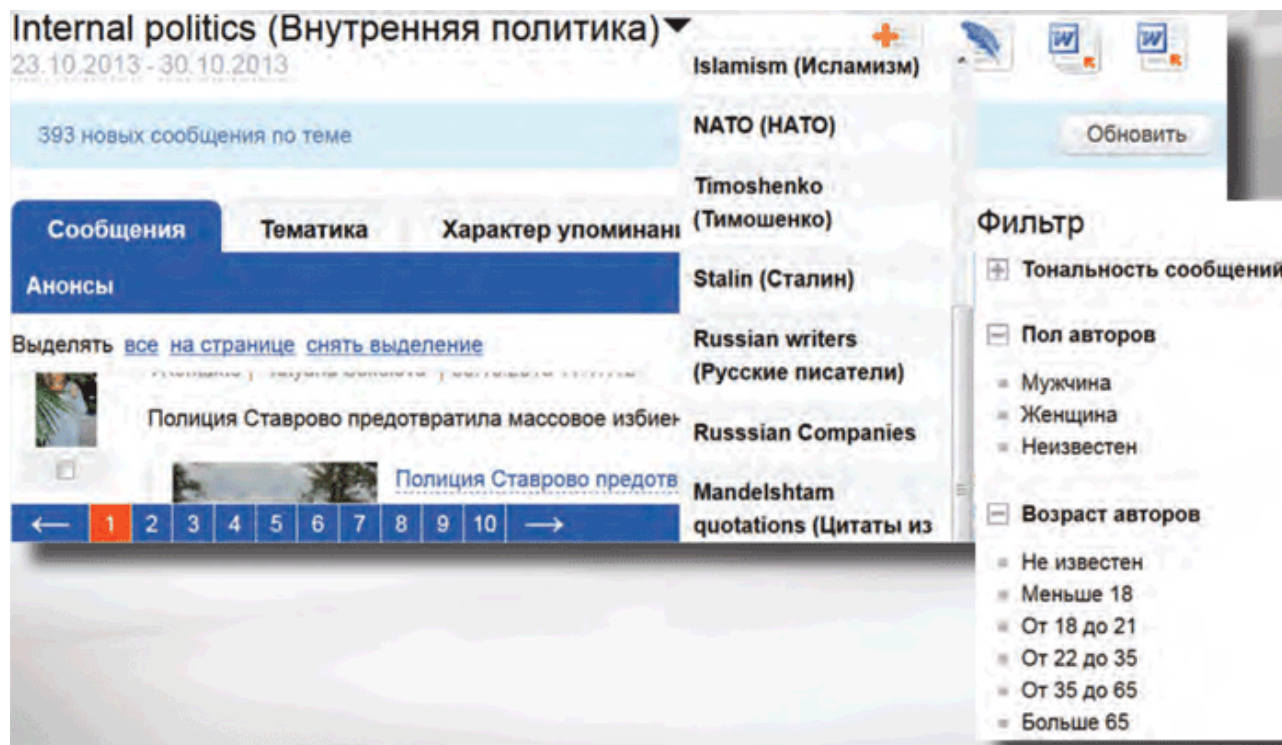 Internal politics (Внутренняя политика)
23.10.2013 - 30.10.2013
393 новых сообщения по теме
Обновить
Сообщения
Тематика
Характер упоминани
Анонсы
Выделять все на странице снять выделение
Полиция Ставрово предотвратила массовое избиен
Полиция Ставрово предотв
← 1 2 3 4 5 6 7 8 9 10 →
Islamism (Исламизм)
NATO (НАТО)
Timoshenko
(Тимошенко)
Stalin (Сталин)
Russian writers
(Русские писатели)
Russsian Companies
Mandelshtam
quotations (Цитаты из
Фильтр
Тональность сообщений
Пол авторов
Мужчина
Женщина
Неизвестен
Возраст авторов
Не известен
Меньше 18
От 18 до 21
От 22 до 35
От 35 до 65
Больше 65